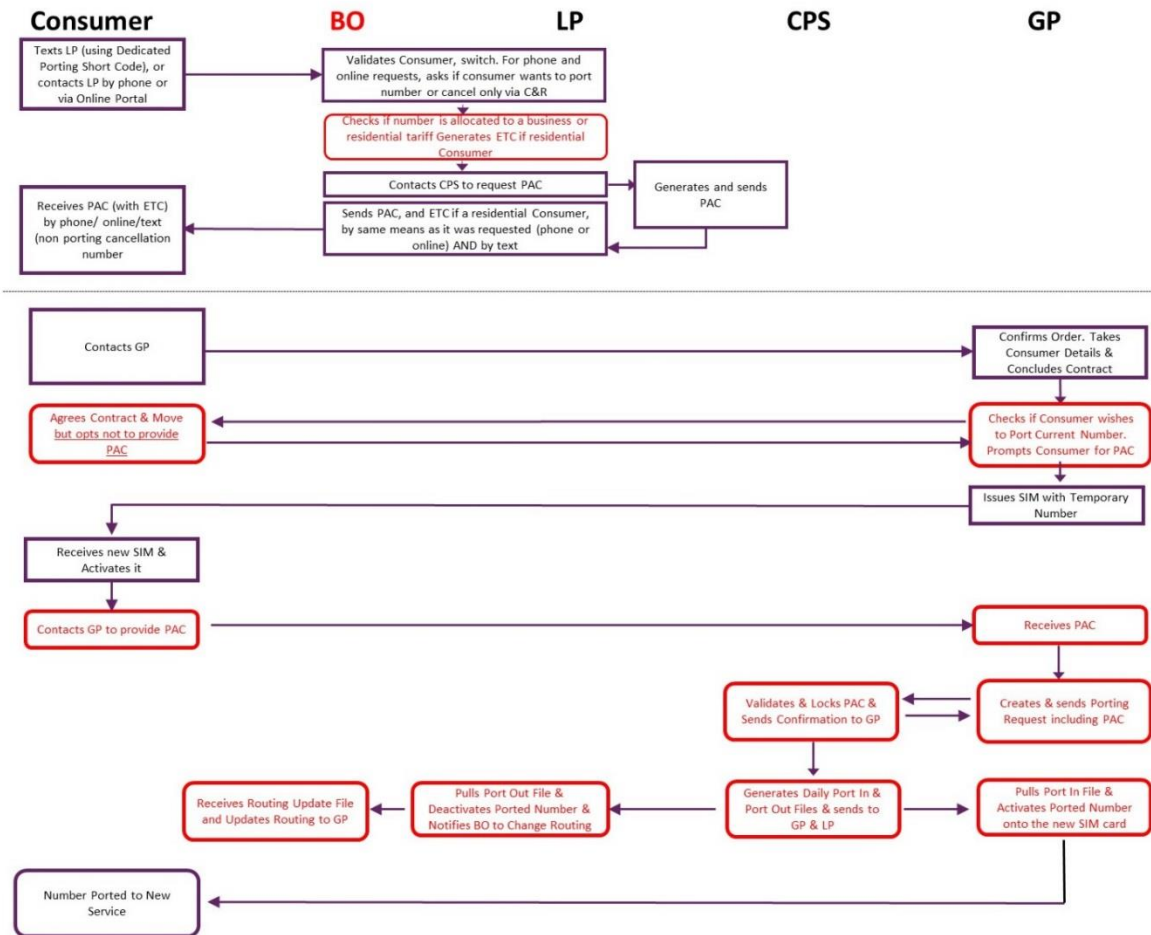 Consumer
BO
LP
CPS
GP
Texts LP (using Dedicated
Porting Short Code), or
contacts LP by phone or
via Online Portal
Validates Consumer, switch. For phone and
online requests, asks if consumer wants to port
number or cancel only via C&R
Checks if number is allocated to a business or
residential tariff Generates ETC if residential
Consumer
Contacts CPS to request PAC
Generates and sends
PAC
Receives PAC (with ETC)
by phone/ online/text
(non porting cancellation
number
Sends PAC, and ETC if a residential Consumer,
by same means as it was requested (phone or
online) AND by text
Contacts GP
Confirms Order. Takes
Consumer Details &
Concludes Contract
Agrees Contract & Move
but opts not to provide
PAC
Checks if Consumer wishes
to Port Current Number.
Prompts Consumer for PAC
Issues SIM with Temporary
Number
Receives new SIM &
Activates it
Contacts GP to provide PAC
Receives PAC
Validates & Locks PAC &
Sends Confirmation to GP
Creates & sends Porting
Request including PAC
Receives Routing Update File
and Updates Routing to GP
Pulls Port Out File &
Deactivates Ported Number &
Notifies BO to Change Routing
Generates Daily Port In &
Port Out Files & sends to
GP & LP
Pulls Port In File &
Activates Ported Number
onto the new SIM card
Number Ported to New
Service